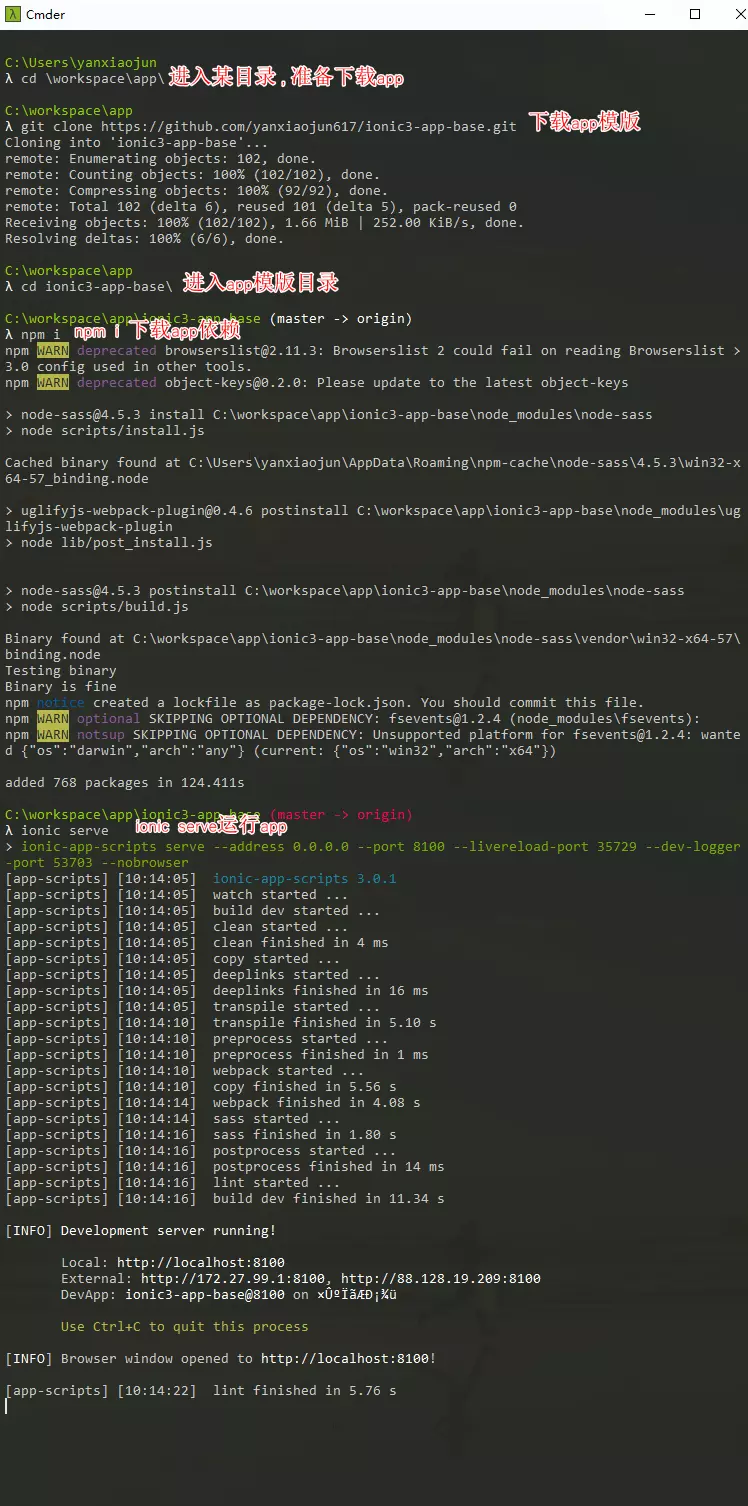 Cmder
C:\Users\yanxiaojun
λ cd \workspace\app\ 进入某目录，准备下载app
C:\workspace\app
λ git clone https://github.com/yanxiaojun617/ionic3-app-base.git 下载app模版
Cloning into 'ionic3-app-base'...
remote: Enumerating objects: 102, done.
remote: Counting objects: 100% (102/102), done.
remote: Compressing objects: 100% (92/92), done.
remote: Total 102 (delta 6), reused 101 (delta 5), pack-reused 0
Receiving objects: 100% (102/102), 1.66 MiB | 252.00 KiB/s, done.
Resolving deltas: 100% (6/6), done.
C:\workspace\app
λ cd ionic3-app-base\ 进入app模版目录
C:\workspace\app\ionic3-app-base (master -> origin)
λ npm i npm i 下载app依赖
npm WARN deprecated browserslist@2.11.3: Browserslist 2 could fail on reading Browserslist >
3.0 config used in other tools.
npm WARN deprecated object-keys@0.2.0: Please update to the latest object-keys
> node-sass@4.5.3 install C:\workspace\app\ionic3-app-base\node_modules\node-sass
> node scripts/install.js
Cached binary found at C:\Users\yanxiaojun\AppData\Roaming\npm-cache\node-sass\4.5.3\win32-x
64-57_binding.node
> uglifyjs-webpack-plugin@0.4.6 postinstall C:\workspace\app\ionic3-app-base\node_modules\ug
lifyjs-webpack-plugin
> node lib/post_install.js
> node-sass@4.5.3 postinstall C:\workspace\app\ionic3-app-base\node_modules\node-sass
> node scripts/build.js
Binary found at C:\workspace\app\ionic3-app-base\node_modules\node-sass\vendor\win32-x64-57\
binding.node
Testing binary
Binary is fine
npm notice created a lockfile as package-lock.json. You should commit this file.
npm WARN optional SKIPPING OPTIONAL DEPENDENCY: fsevents@1.2.4 (node_modules\fsevents):
npm WARN notsup SKIPPING OPTIONAL DEPENDENCY: Unsupported platform for fsevents@1.2.4: wante
d {"os":"darwin","arch":"any"} (current: {"os":"win32","arch":"x64"})
added 768 packages in 124.411s
C:\workspace\app\ionic3-app-base (master -> origin)
λ ionic serve ionic serve运行app
> ionic-app-scripts serve --address 0.0.0.0 --port 8100 --livereload-port 35729 --dev-logger
-port 53703 --nobrowser
[app-scripts] [10:14:05] ionic-app-scripts 3.0.1
[app-scripts] [10:14:05] watch started ...
[app-scripts] [10:14:05] build dev started ...
[app-scripts] [10:14:05] clean started ...
[app-scripts] [10:14:05] clean finished in 4 ms
[app-scripts] [10:14:05] copy started ...
[app-scripts] [10:14:05] deeplinks started ...
[app-scripts] [10:14:05] deeplinks finished in 16 ms
[app-scripts] [10:14:05] transpile started ...
[app-scripts] [10:14:10] transpile finished in 5.10 s
[app-scripts] [10:14:10] preprocess started ...
[app-scripts] [10:14:10] preprocess finished in 1 ms
[app-scripts] [10:14:10] webpack started ...
[app-scripts] [10:14:10] copy finished in 5.56 s
[app-scripts] [10:14:14] webpack finished in 4.08 s
[app-scripts] [10:14:14] sass started ...
[app-scripts] [10:14:16] sass finished in 1.80 s
[app-scripts] [10:14:16] postprocess started ...
[app-scripts] [10:14:16] postprocess finished in 14 ms
[app-scripts] [10:14:16] lint started ...
[app-scripts] [10:14:16] build dev finished in 11.34 s
[INFO] Development server running!
Local: http://localhost:8100
External: http://172.27.99.1:8100, http://88.128.19.209:8100
DevApp: ionic3-app-base@8100 on ×ÛºÏãÆÐ¡¾ü
Use Ctrl+C to quit this process
[INFO] Browser window opened to http://localhost:8100!
[app-scripts] [10:14:22] lint finished in 5.76 s